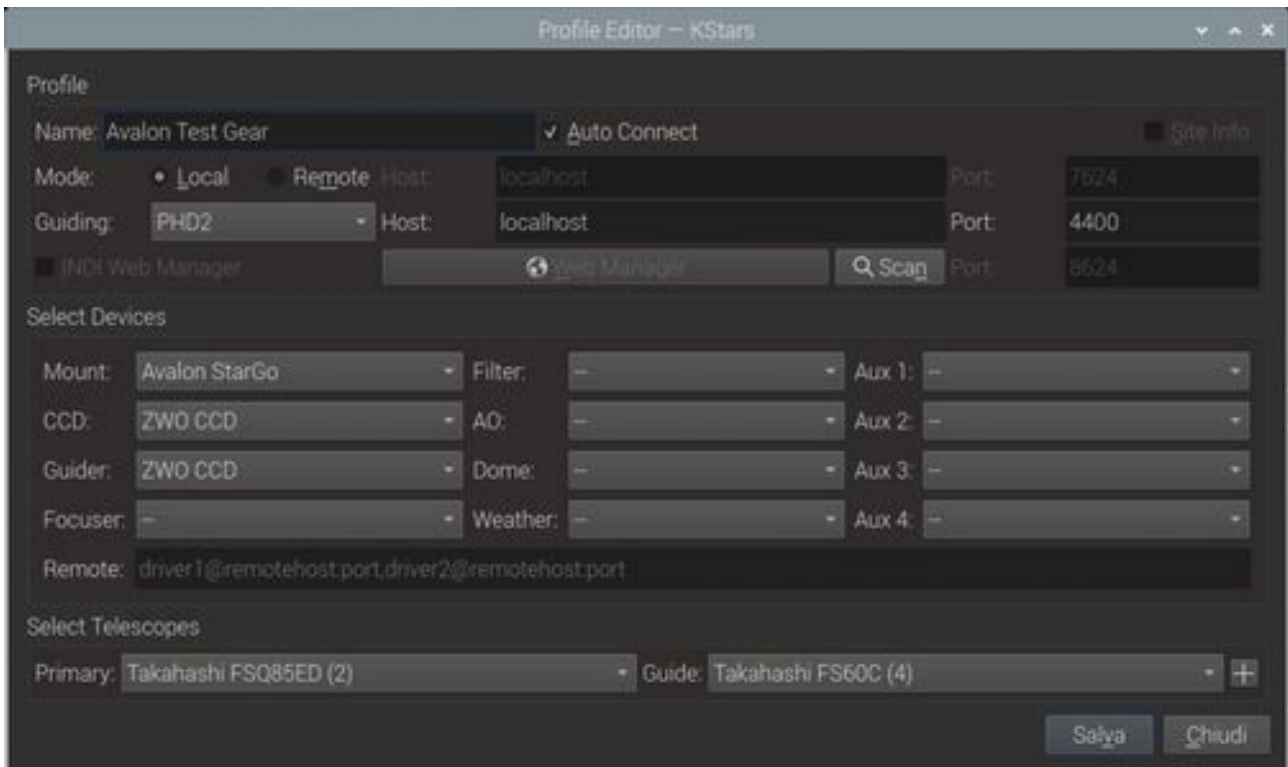 Profile Editor — KStars
Profile
Name: Avalon Test Gear Auto Connect Site Info
Mode: Local Remote Host: localhost Port: 7624
Guiding: PHD2 Host: localhost Port: 4400
INDI Web Manager Web Manager Scan Port: 8624
Select Devices
Mount: Avalon StarGo Filter: -- Aux 1: --
CCD: ZWO CCD AO: -- Aux 2: --
Guider: ZWO CCD Dome: -- Aux 3: --
Focuser: -- Weather: -- Aux 4: --
Remote: driver1@remotehost:port,driver2@remotehost:port
Select Telescopes
Primary: Takahashi FSQ85ED (2) Guide: Takahashi FS60C (4)
Salva Chiudi